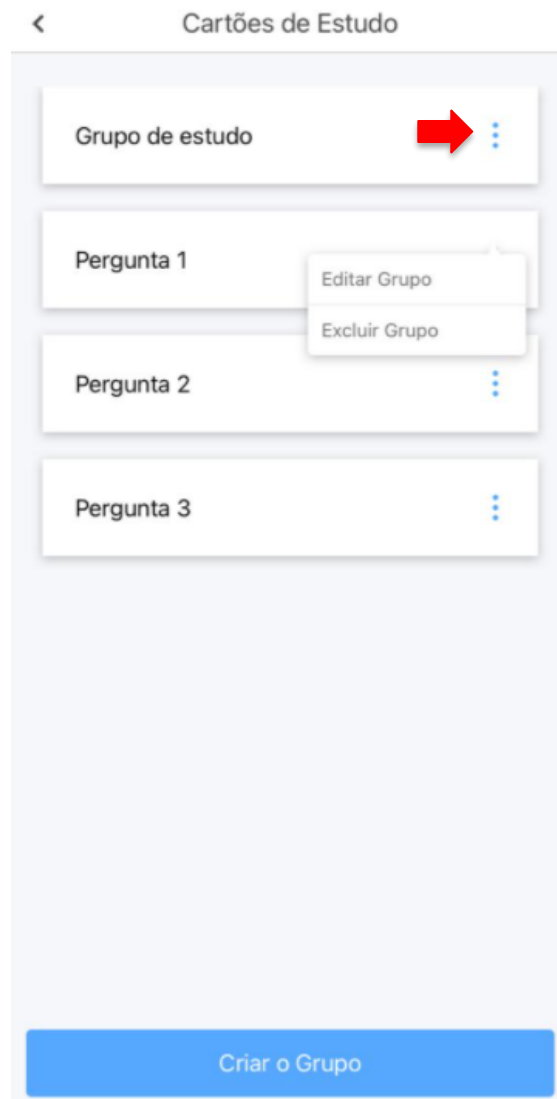 Cartões de Estudo
Grupo de estudo
Pergunta 1
Editar Grupo
Excluir Grupo
Pergunta 2
Pergunta 3
Criar o Grupo